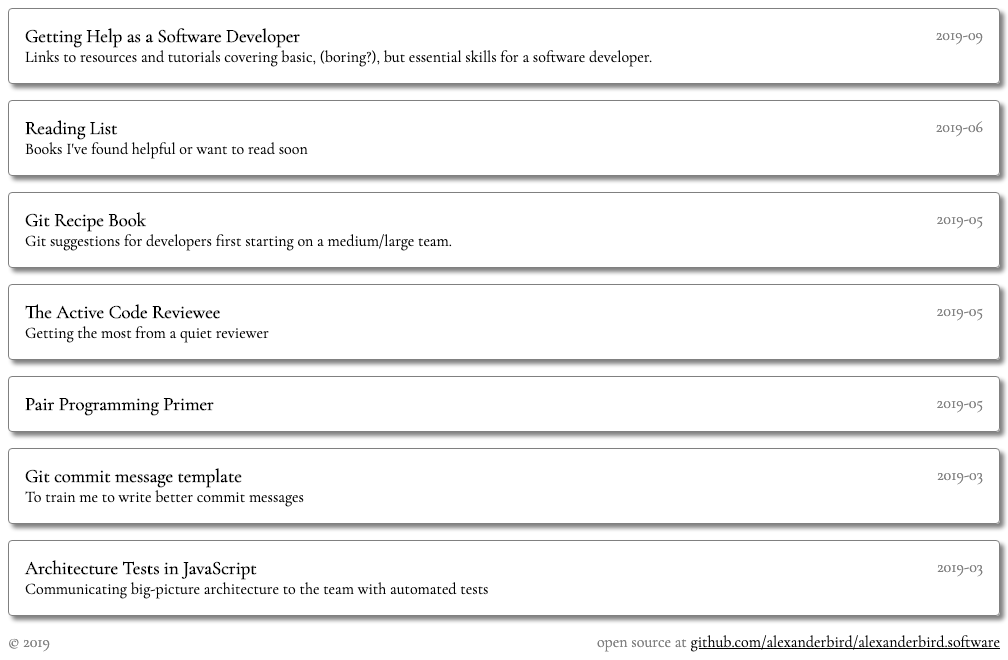 Getting Help as a Software Developer 2019-09
Links to resources and tutorials covering basic, (boring?), but essential skills for a software developer.
Reading List 2019-06
Books I've found helpful or want to read soon
Git Recipe Book 2019-05
Git suggestions for developers first starting on a medium/large team.
The Active Code Reviewee 2019-05
Getting the most from a quiet reviewer
Pair Programming Primer 2019-05
Git commit message template 2019-03
To train me to write better commit messages
Architecture Tests in JavaScript 2019-03
Communicating big-picture architecture to the team with automated tests
© 2019 open source at github.com/alexanderbird/alexanderbird.software